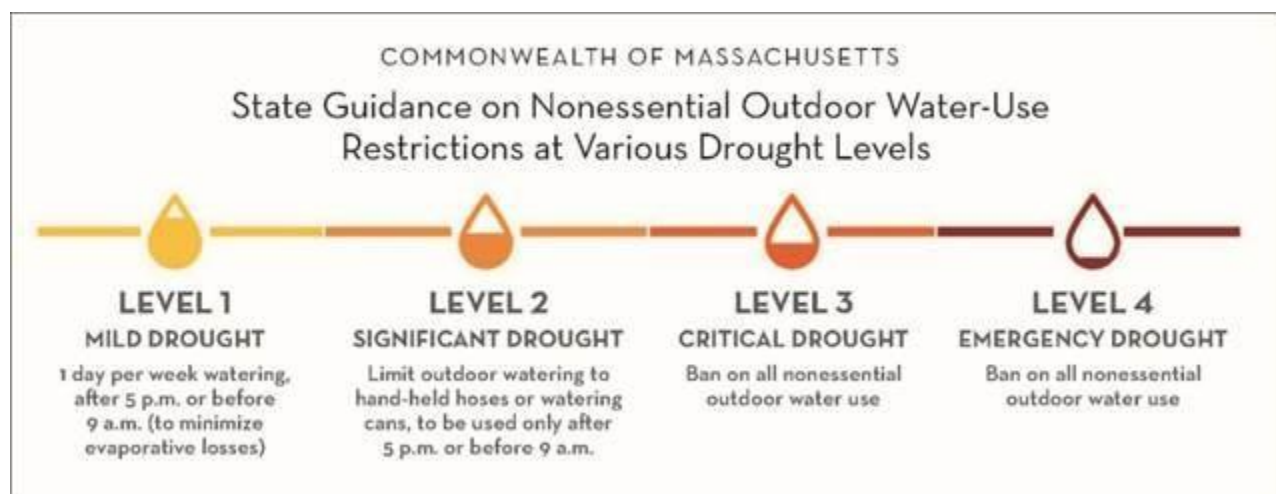 COMMONWEALTH OF MASSACHUSETTS
State Guidance on Nonessential Outdoor Water-Use
Restrictions at Various Drought Levels
LEVEL 1
MILD DROUGHT
1 day per week watering,
after 5 p.m. or before
9 a.m. (to minimize
evaporative losses)
LEVEL 2
SIGNIFICANT DROUGHT
Limit outdoor watering to
hand-held hoses or watering
cans, to be used only after
5 p.m. or before 9 a.m.
LEVEL 3
CRITICAL DROUGHT
Ban on all nonessential
outdoor water use
LEVEL 4
EMERGENCY DROUGHT
Ban on all nonessential
outdoor water use